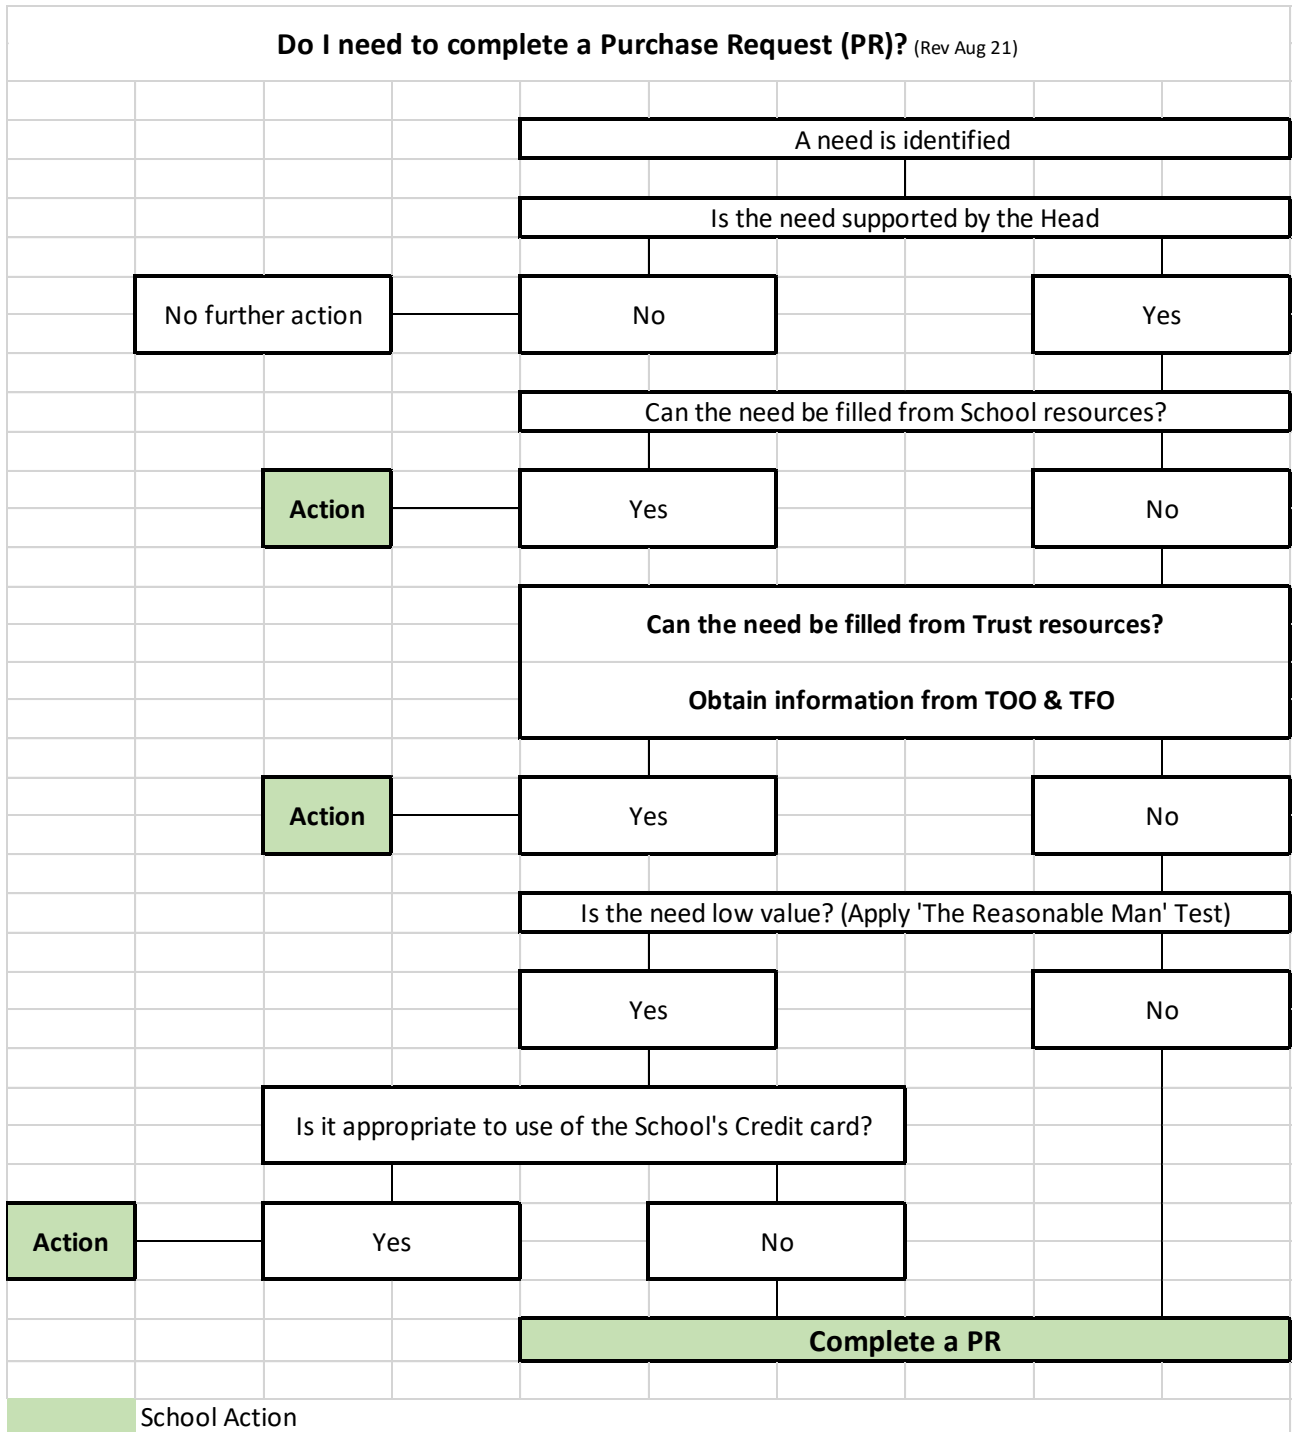 Do I need to complete a Purchase Request (PR)? (Rev Aug 21)
A need is identified
Is the need supported by the Head
No further action
No
Yes
Can the need be filled from School resources?
Action
Yes
No
Can the need be filled from Trust resources?
Obtain information from TOO & TFO
Action
Yes
No
Is the need low value? (Apply 'The Reasonable Man' Test)
Yes
No
Is it appropriate to use of the School's Credit card?
Action
Yes
No
Complete a PR
School Action